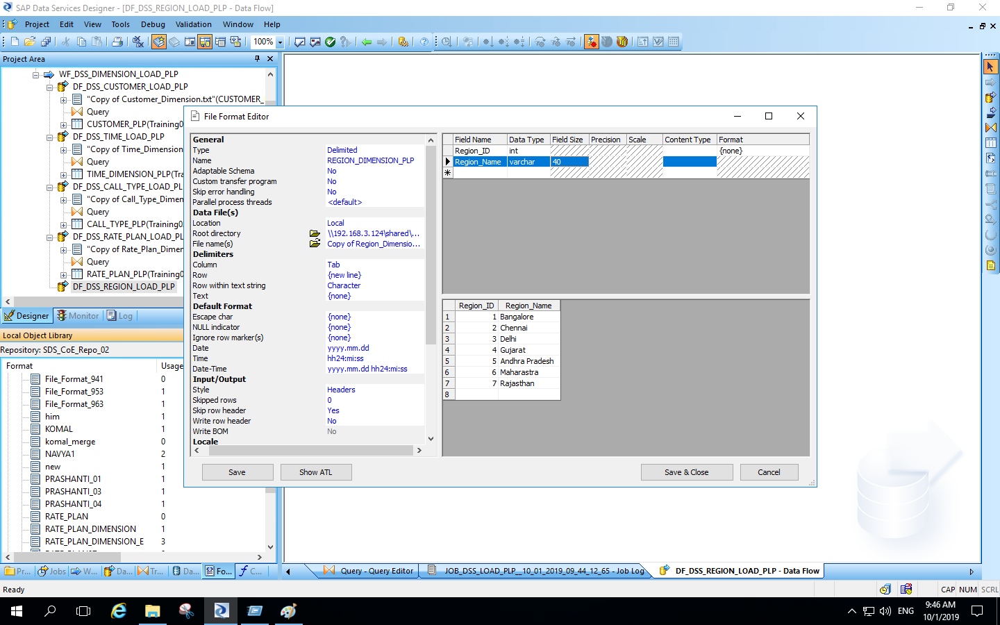 SAP Data Services Designer - [DF_DSS_REGION_LOAD_PLP - Data Flow]
Project Edit View Tools Debug Validation Window Help
100%
Project Area
WF_DSS_DIMENSION_LOAD_PLP
DF_DSS_CUSTOMER_LOAD_PLP
"Copy of Customer_Dimension.txt"(CUSTOMER_
Query
CUSTOMER_PLP(Training0
DF_DSS_TIME_LOAD_PLP
"Copy of Time_Dimension
Query
TIME_DIMENSION_PLP(Tra
DF_DSS_CALL_TYPE_LOAD_PL
"Copy of Call_Type_Dimen
Query
CALL_TYPE_PLP(Training0
DF_DSS_RATE_PLAN_LOAD_PL
"Copy of Rate_Plan_Dimen
Query
RATE_PLAN_PLP(Training0
DF_DSS_REGION_LOAD_PLP
Designer Monitor Log
Local Object Library
Repository: SDS_CoE_Repo_02
Format Usage
File_Format_941 0
File_Format_953 1
File_Format_963 1
him 1
KOMAL 1
komal_merge 0
NAVYA1 2
new 1
PRASHANTI_01 1
PRASHANTI_03 1
PRASHANTI_04 1
RATE_PLAN 0
RATE_PLAN_DIMENSION 1
RATE_PLAN_DIMENSION_E 3
Pr... Jobs W... Da... Tr... Da... Fo... C...
File Format Editor
General
Type Delimited
Name REGION_DIMENSION_PLP
Adaptable Schema No
Custom transfer program No
Skip error handling No
Parallel process threads <default>
Data File(s)
Location Local
Root directory \\192.168.3.124\shared\...
File name(s) Copy of Region_Dimensio...
Delimiters
Column Tab
Row {new line}
Row within text string Character
Text {none}
Default Format
Escape char {none}
NULL indicator {none}
Ignore row marker(s) {none}
Date yyyy.mm.dd
Time hh24:mi:ss
Date-Time yyyy.mm.dd hh24:mi:ss
Input/Output
Style Headers
Skipped rows 0
Skip row header Yes
Write row header No
Write BOM No
Locale
Field Name Data Type Field Size Precision Scale Content Type Format
Region_ID int {none}
Region_Name varchar 40
Region_ID Region_Name
1 1 Bangalore
2 2 Chennai
3 3 Delhi
4 4 Gujarat
5 5 Andhra Pradesh
6 6 Maharastra
7 7 Rajasthan
8
Save Show ATL Save & Close Cancel
Query - Query Editor JOB_DSS_LOAD_PLP__10_01_2019_09_44_12_65 - Job Log DF_DSS_REGION_LOAD_PLP - Data Flow
Ready CAP NUM SCRL
ENG 9:46 AM
10/1/2019